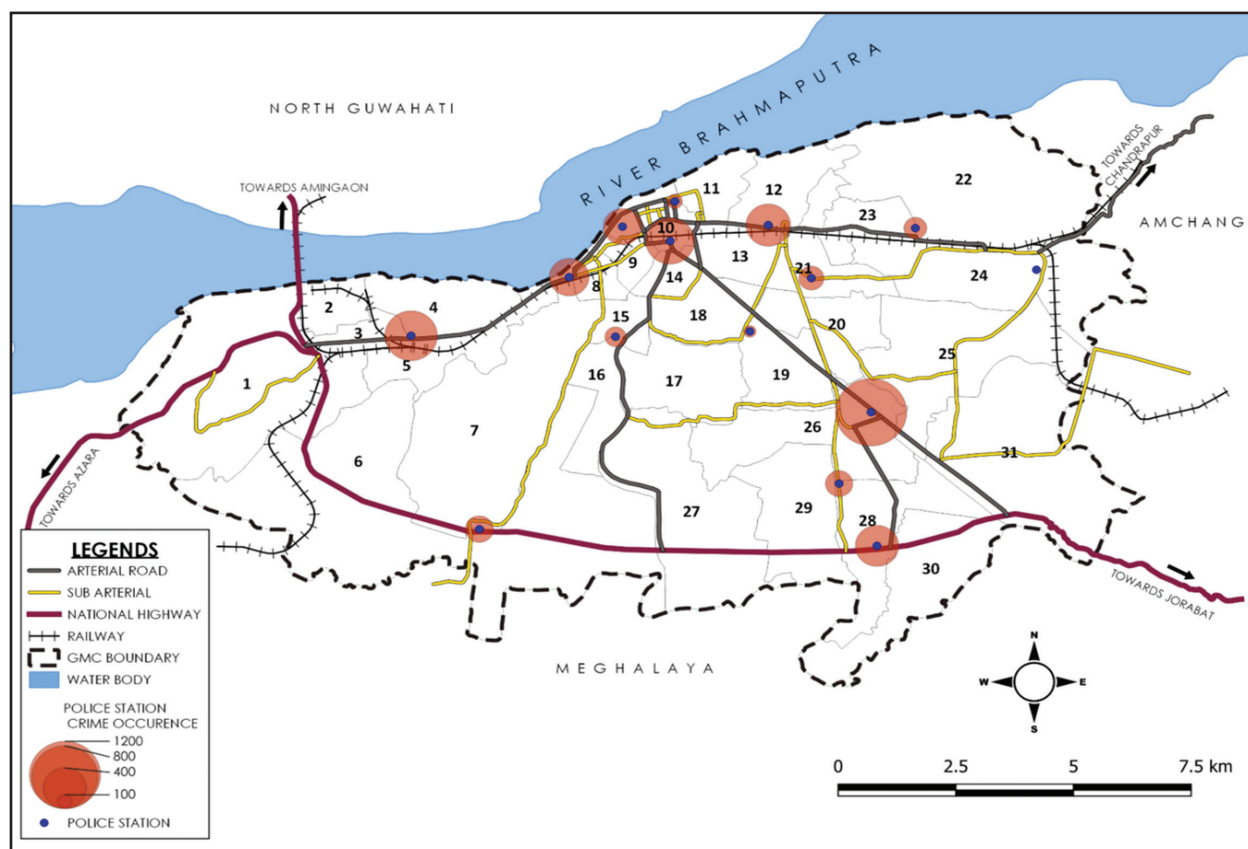 RIVER BRAHMAPUTRA
NORTH GUWAHATI
TOWARDS AMINGAON
TOWARDS
CHANDRAPUR
AMCHANG
11
12
22
23
10
9
13
14
21
24
8
2
4
3
5
15
18
20
25
1
16
17
19
26
7
6
31
27
29
28
30
TOWARDS AZARA
TOWARDS JORABAT
MEGHALAYA
LEGENDS
ARTERIAL ROAD
SUB ARTERIAL
NATIONAL HIGHWAY
RAILWAY
GMC BOUNDARY
WATER BODY
POLICE STATION
CRIME OCCURENCE
1200
800
400
100
POLICE STATION
N
W
E
S
0 2.5 5 7.5 km